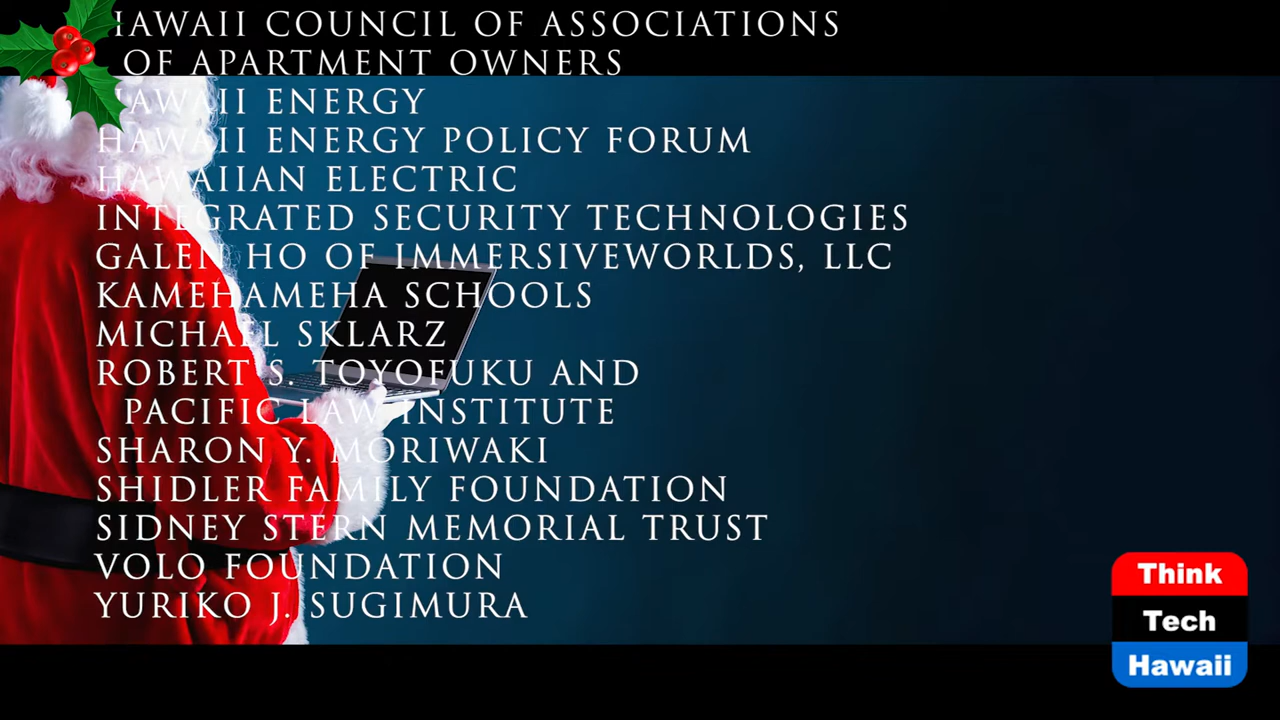 HAWAII COUNCIL OF ASSOCIATIONS
OF APARTMENT OWNERS
HAWAII ENERGY
HAWAII ENERGY POLICY FORUM
HAWAIIAN ELECTRIC
INTEGRATED SECURITY TECHNOLOGIES
GALEN HO OF IMMERSIVEWORLDS, LLC
KAMEHAMEHA SCHOOLS
MICHAEL SKLARZ
ROBERT S. TOYOFUKU AND
PACIFIC LAW INSTITUTE
SHARON Y. MORIWAKI
SHIDLER FAMILY FOUNDATION
SIDNEY STERN MEMORIAL TRUST
VOLO FOUNDATION
YURIKO J. SUGIMURA
Think
Tech
Hawaii